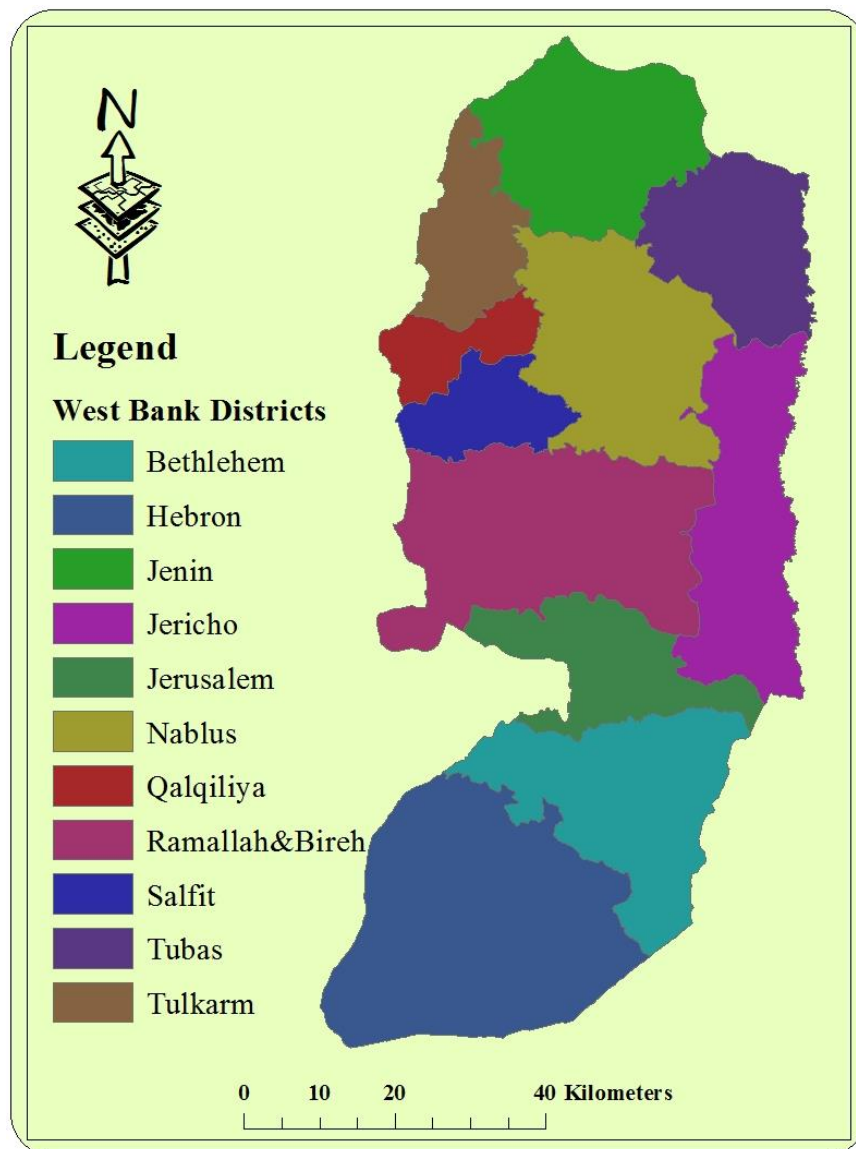 N
Legend
West Bank Districts
Bethlehem
Hebron
Jenin
Jericho
Jerusalem
Nablus
Qalqiliya
Ramallah&Bireh
Salfit
Tubas
Tulkarm
0 10 20 40 Kilometers